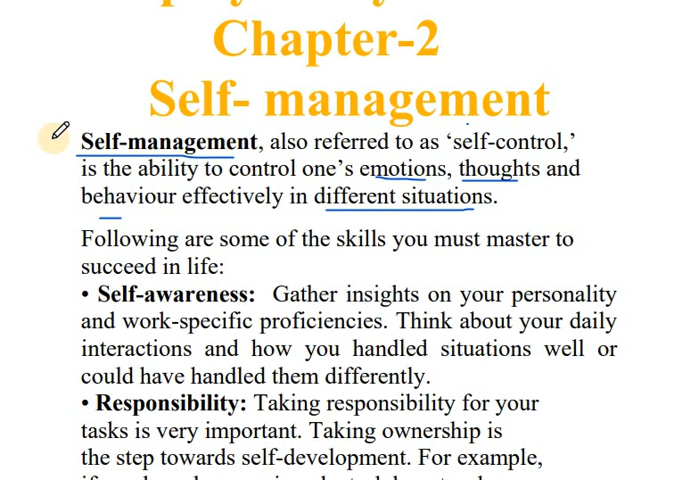 Chapter-2
Self- management
Self-management, also referred to as ‘self-control,’
is the ability to control one’s emotions, thoughts and
behaviour effectively in different situations.
Following are some of the skills you must master to
succeed in life:
• Self-awareness: Gather insights on your personality
and work-specific proficiencies. Think about your daily
interactions and how you handled situations well or
could have handled them differently.
• Responsibility: Taking responsibility for your
tasks is very important. Taking ownership is
the step towards self-development. For example,